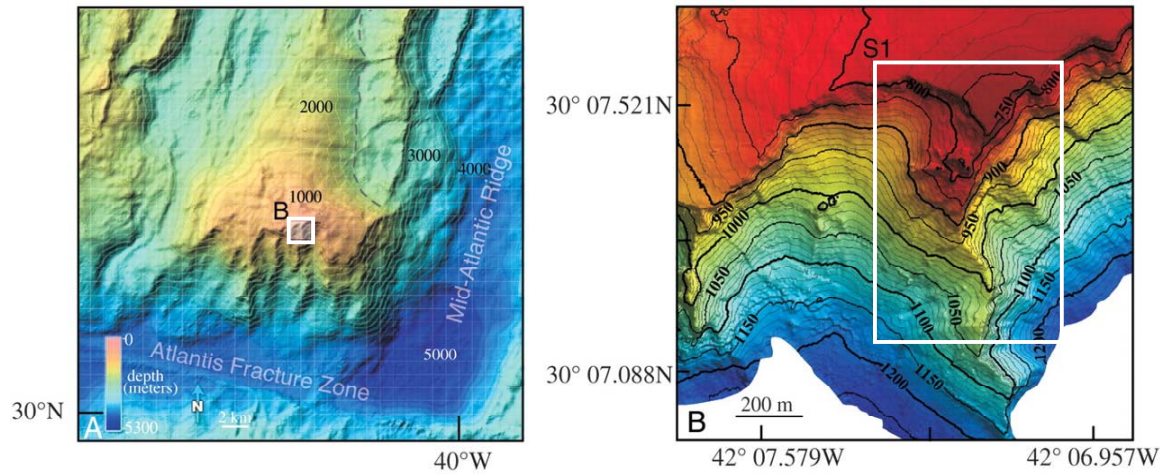 2000
3000
4000
1000
B
Mid-Atlantic Ridge
5000
Atlantis Fracture Zone
0
depth
(meters)
5300
N
2 km
A
30°N
40°W
S1
800
750
800
30° 07.521N
900
950
1000
950
1050
1050
1100
1150
1150
1100
1050
1200
1200
1150
30° 07.088N
200 m
B
42° 07.579W
42° 06.957W